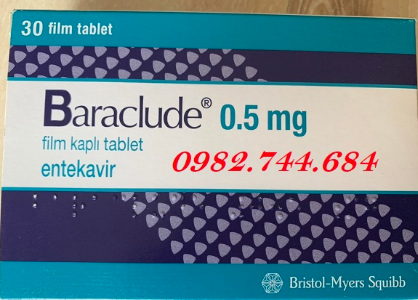 30 film tablet
Baraclude® 0.5 mg
film kaplı tablet
entekavir
0982.744.684
Bristol-Myers Squibb